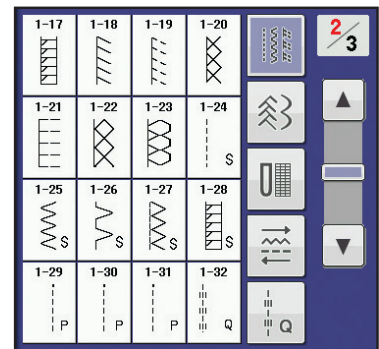 1-17 1-18 1-19 1-20 2/3
1-21 1-22 1-23 1-24
S
1-25 1-26 1-27 1-28
S S S S
1-29 1-30 1-31 1-32
P P P Q Q